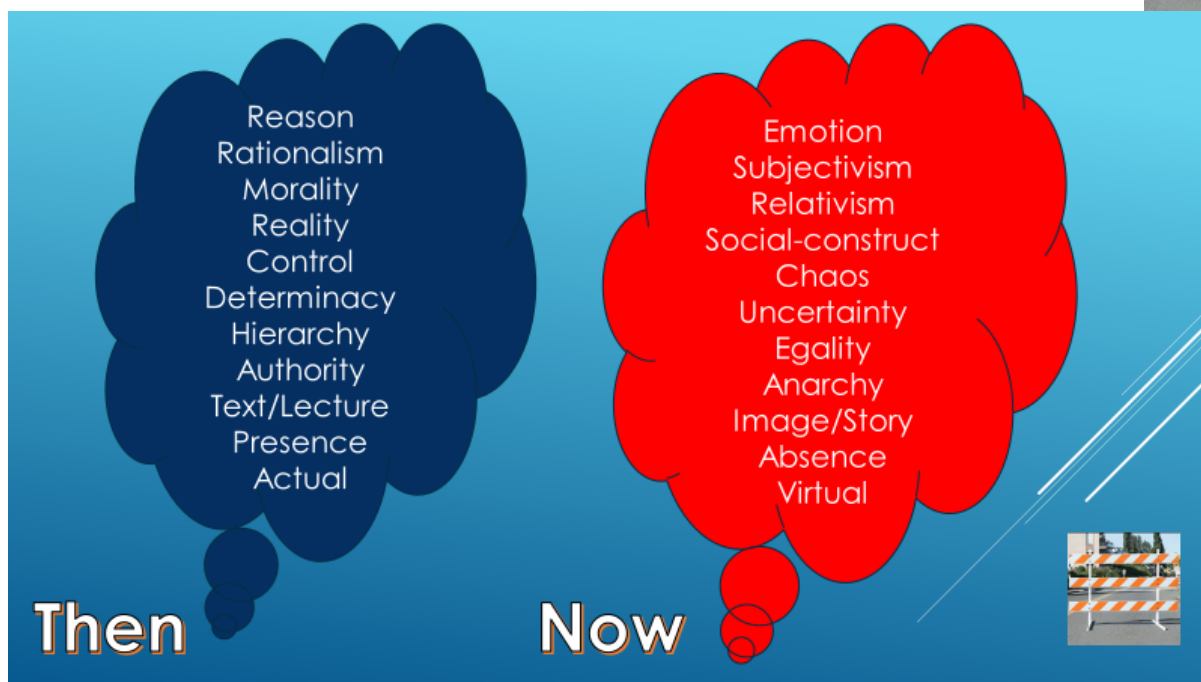 Reason
Rationalism
Morality
Reality
Control
Determinacy
Hierarchy
Authority
Text/Lecture
Presence
Actual
Then
Emotion
Subjectivism
Relativism
Social-construct
Chaos
Uncertainty
Egality
Anarchy
Image/Story
Absence
Virtual
Now